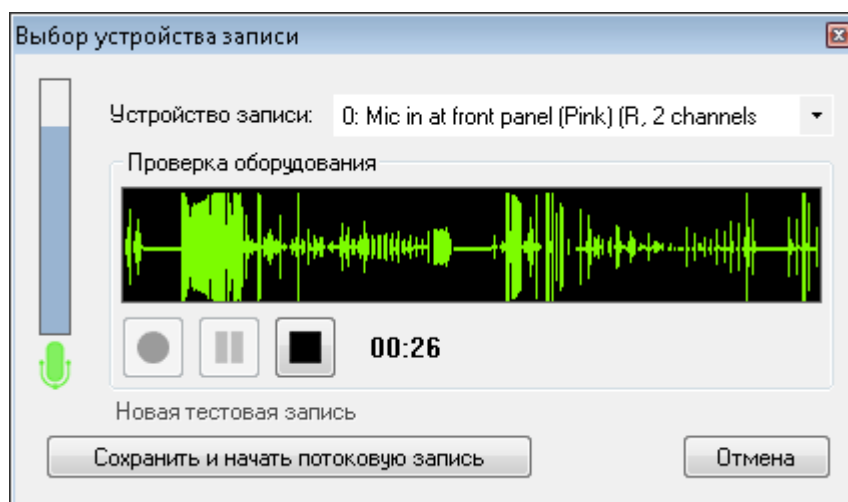 Выбор устройства записи
Устройство записи: 0: Mic in at front panel (Pink) (R, 2 channels
Проверка оборудования
00:26
Новая тестовая запись
Сохранить и начать потоковую запись Отмена